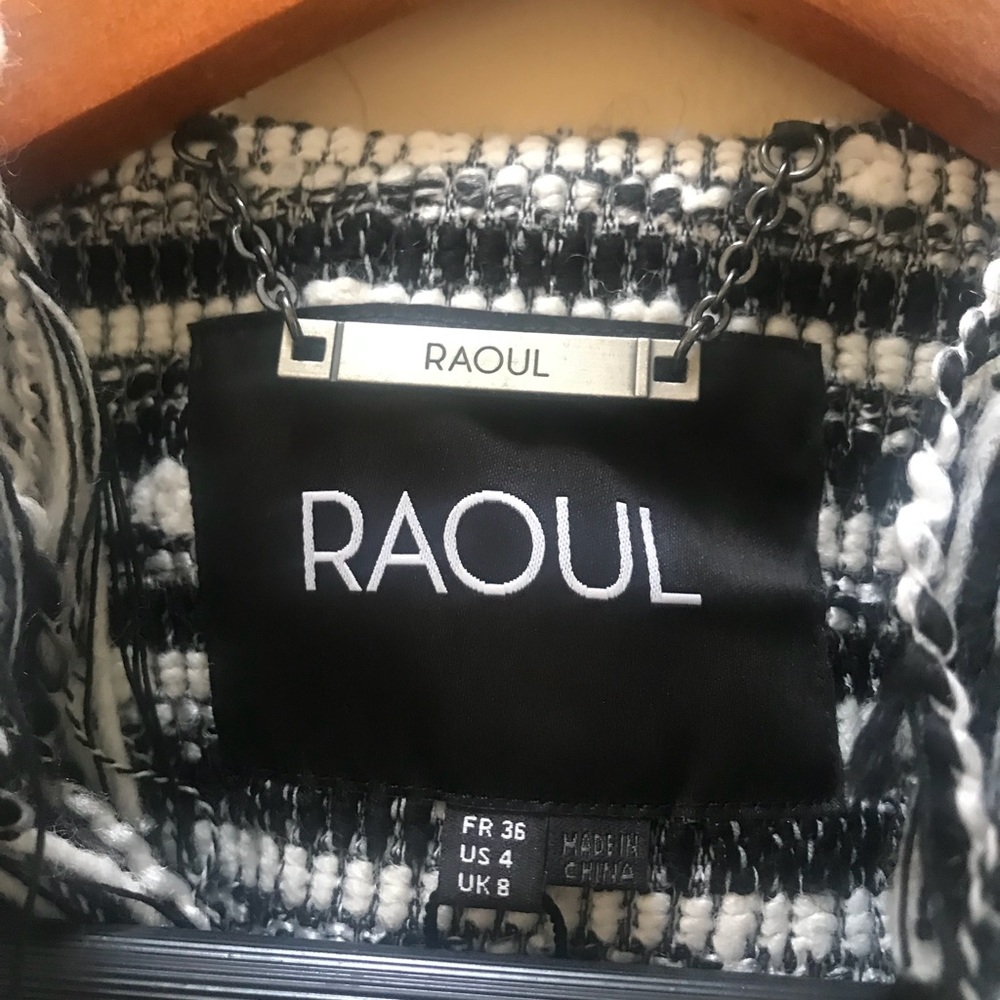 RAOUL
RAOUL
FR 36
US 4
UK 8
MADE IN
CHINA